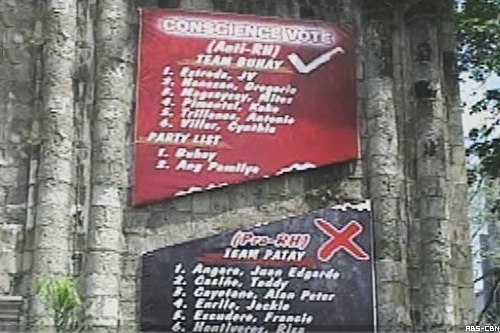 CONSCIENCE VOTE
(Anti-RH)
TEAM BUHAY
1. Estrada, JV
2. Honasan, Gregorio
3. Magsaysay, Mitos
4. Pimentel, Koko
5. Trillanes, Antonio
6. Villar, Cynthia
PARTY LIST
1. Buhay
2. Ang Pamilya
(Pro-RH)
TEAM PATAY
1. Angara, Juan Edgardo
2. Casiño, Teddy
3. Cayetano, Alan Peter
4. Enrile, Jackie
5. Escudero, Francis
6 Hontiveros, Risa
ABS-CBN